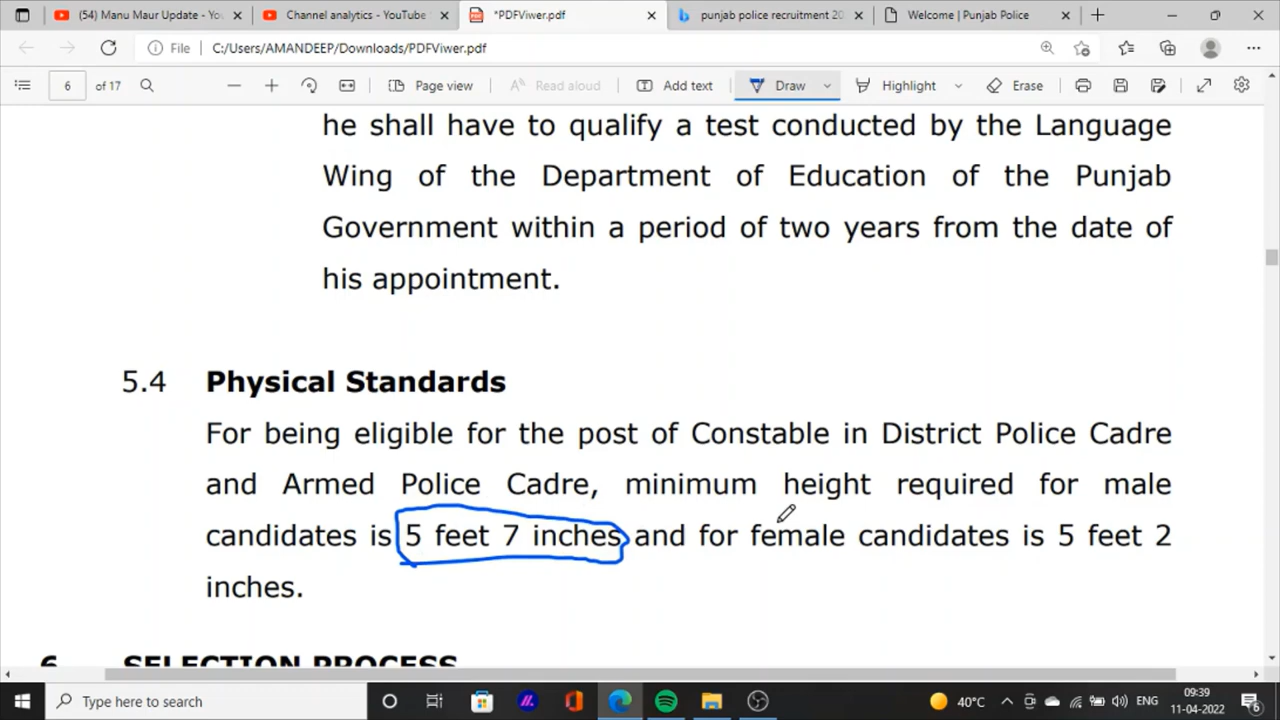 (54) Manu Maur Update - Yo
Channel analytics - YouTube
*PDFViwer.pdf
punjab police recruitment 20
Welcome | Punjab Police
File
C:/Users/AMANDEEP/Downloads/PDFViwer.pdf
6 of 17
Page view
Read aloud
Add text
Draw
Highlight
Erase
he shall have to qualify a test conducted by the Language
Wing of the Department of Education of the Punjab
Government within a period of two years from the date of
his appointment.
5.4 Physical Standards
For being eligible for the post of Constable in District Police Cadre
and Armed Police Cadre, minimum height required for male
candidates is 5 feet 7 inches and for female candidates is 5 feet 2
inches.
6 SELECTION PROCESS
Type here to search
40°C
ENG
09:39
11-04-2022
6